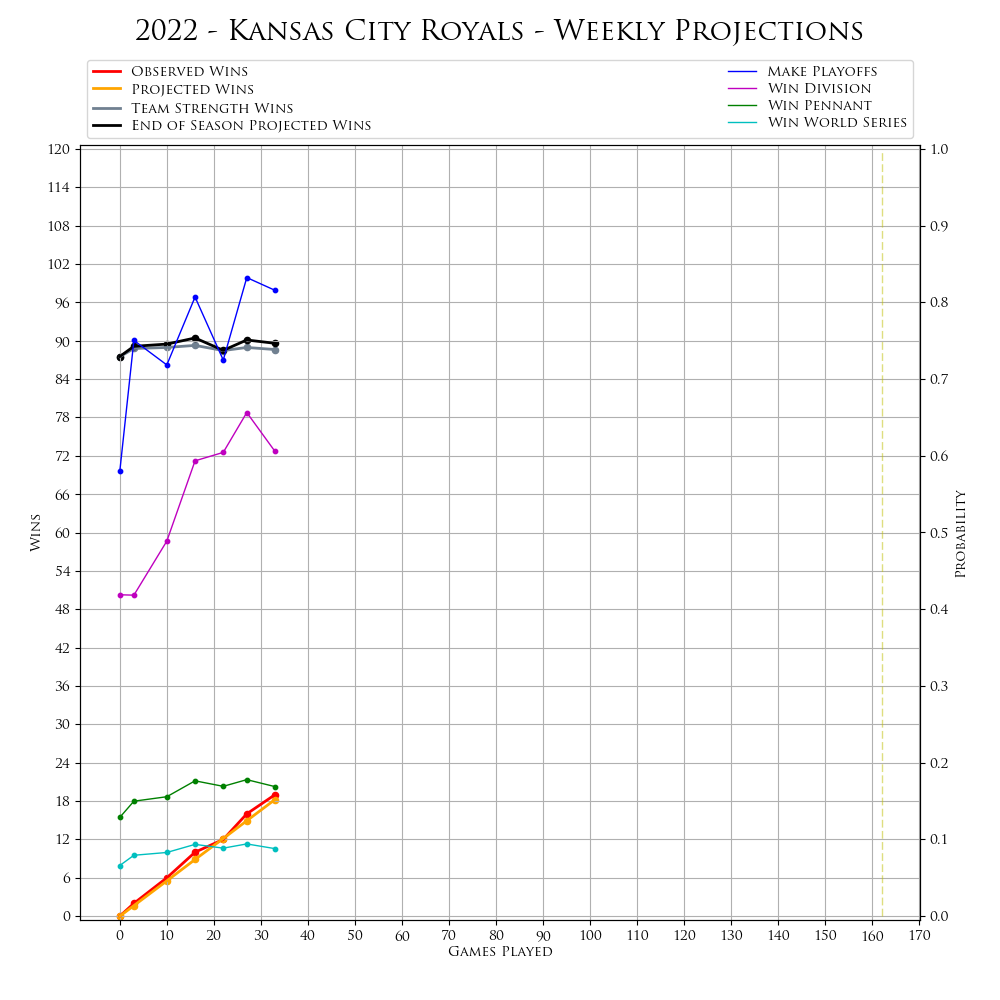 2022 - Kansas City Royals - Weekly Projections
Observed Wins
Projected Wins
Team Strength Wins
End of Season Projected Wins
Make Playoffs
Win Division
Win Pennant
Win World Series
120
114
108
102
96
90
84
78
72
66
60
54
48
42
36
30
24
18
12
6
0
Wins
1.0
0.9
0.8
0.7
0.6
0.5
0.4
0.3
0.2
0.1
0.0
Probability
0 10 20 30 40 50 60 70 80 90 100 110 120 130 140 150 160 170
Games Played